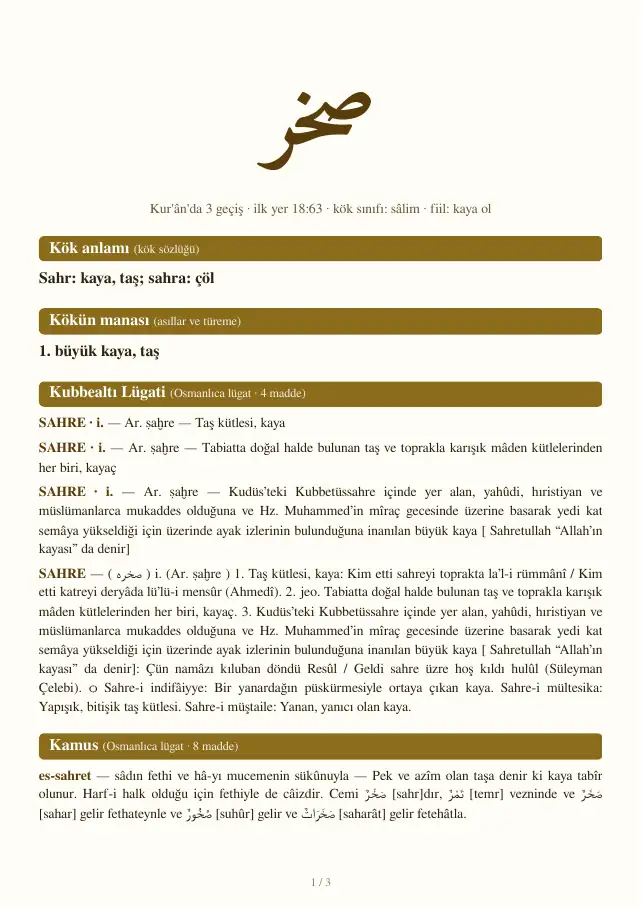 صخر
Kur'ân'da 3 geçiş · ilk yer 18:63 · kök sınıfı: sâlim · fiil: kaya ol
Kök anlamı (kök sözlüğü)
Sahr: kaya, taş; sahra: çöl
Kökün manası (asıllar ve türeme)
1. büyük kaya, taş
Kubbealtı Lügati (Osmanlıca lügat · 4 madde)
SAHRE · i. — Ar. ṣaḫre — Taş kütlesi, kaya
SAHRE · i. — Ar. ṣaḫre — Tabiatta doğal halde bulunan taş ve toprakla karışık mâden kütlelerinden
her biri, kayaç
SAHRE · i. — Ar. ṣaḫre — Kudüs’teki Kubbetüssahre içinde yer alan, yahûdi, hıristiyan ve
müslümanlarca mukaddes olduğuna ve Hz. Muhammed’in mîraç gecesinde üzerine basarak yedi kat
semâya yükseldiği için üzerinde ayak izlerinin bulunduğuna inanılan büyük kaya [ Sahretullah “Allah’ın
kayası” da denir]
SAHRE — ( صخره ) i. (Ar. ṣaḫre ) 1. Taş kütlesi, kaya: Kim etti sahreyi toprakta la’l-i rümmânî / Kim
etti katreyi deryâda lü’lü-i mensûr (Ahmedî). 2. jeo. Tabiatta doğal halde bulunan taş ve toprakla karışık
mâden kütlelerinden her biri, kayaç. 3. Kudüs’teki Kubbetüssahre içinde yer alan, yahûdi, hıristiyan ve
müslümanlarca mukaddes olduğuna ve Hz. Muhammed’in mîraç gecesinde üzerine basarak yedi kat
semâya yükseldiği için üzerinde ayak izlerinin bulunduğuna inanılan büyük kaya [ Sahretullah “Allah’ın
kayası” da denir]: Çün namâzı kıluban döndü Resûl / Geldi sahre üzre hoş kıldı hulûl (Süleyman
Çelebi). ѻ Sahre-i indifâiyye: Bir yanardağın püskürmesiyle ortaya çıkan kaya. Sahre-i mültesika:
Yapışık, bitişik taş kütlesi. Sahre-i müştaile: Yanan, yanıcı olan kaya.
Kamus (Osmanlıca lügat · 8 madde)
es-sahret — sâdın fethi ve hâ-yı mucemenin sükûnuyla — Pek ve azîm olan taşa denir ki kaya tabîr
olunur. Harf-i halk olduğu için fethiyle de câizdir. Cemi صَخْرٌ [sahr]dır, تَمْرٌ [temr] vezninde ve صَخَرٌ
[sahar] gelir fethateynle ve صُخُورٌ [suhûr] gelir ve صَخَرَاتٌ [saharât] gelir fetehâtla.
1 / 3